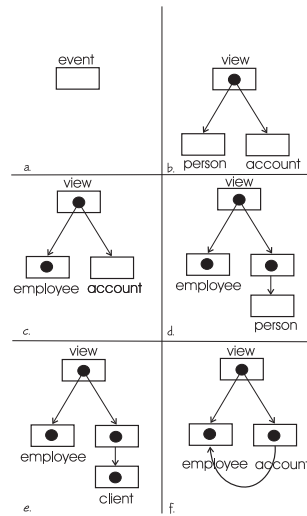 event
a.
view
person account
b.
view
employee account
c.
view
employee
person
d.
view
employee
client
e.
view
employee account
f.